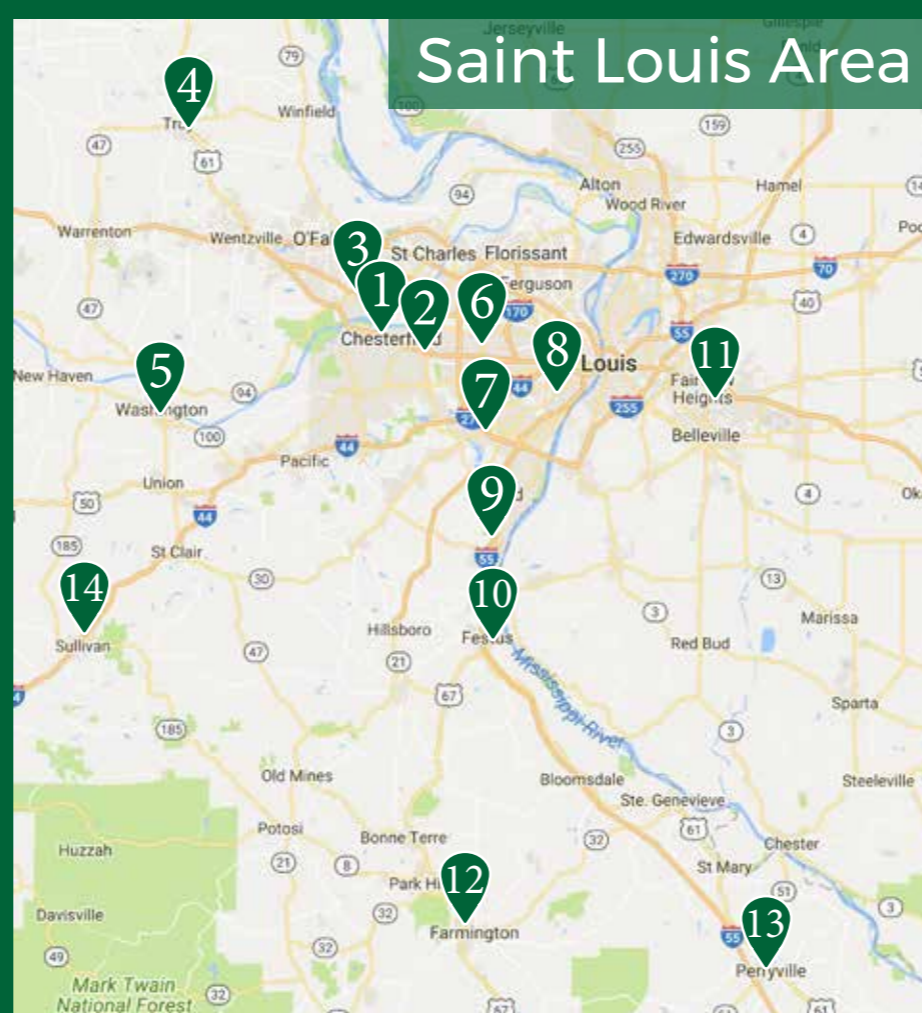 Saint Louis Area
Jerseyville
Gillespie
79
4
Winfield
100
Troy
47
61
159
255
94
Alton
Hamel
Wood River
Warrenton
Wentzville
3
St Charles
Florissant
Edwardsville
4
270
70
1
2
6
Ferguson
170
40
47
Chesterfield
55
11
8
Louis
New Haven
5
94
7
44
Fairview
Heights
255
Washington
100
Belleville
44
Pacific
Union
50
9
4
44
185
St Clair
55
14
30
10
13
3
Marissa
Sullivan
Hillsboro
Festus
Red Bud
47
21
Mississippi River
67
185
3
Sparta
Old Mines
Bloomsdale
Steeleville
Ste. Genevieve
Potosi
Bonne Terre
61
32
Huzzah
21
8
Chester
12
St Mary
51
Davisville
32
3
Farmington
13
55
32
49
Perryville
Mark Twain
National Forest
32
67
61